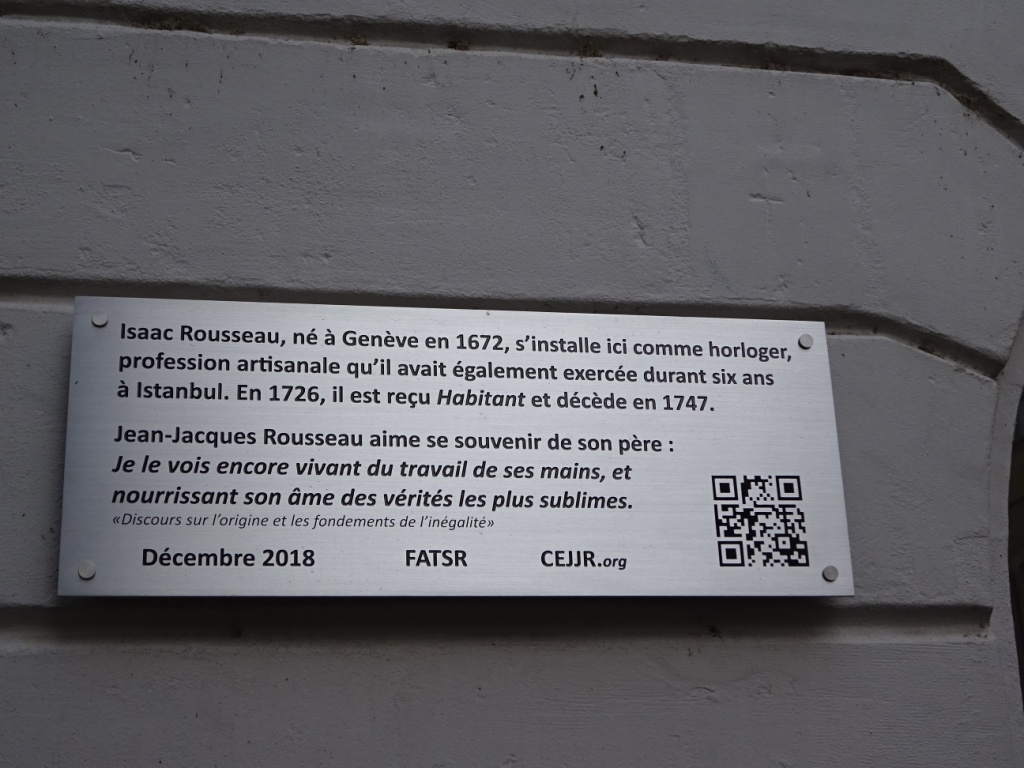 Isaac Rousseau, né à Genève en 1672, s'installe ici comme horloger,
profession artisanale qu'il avait également exercée durant six ans
à Istanbul. En 1726, il est reçu Habitant et décède en 1747.
Jean-Jacques Rousseau aime se souvenir de son père :
Je le vois encore vivant du travail de ses mains, et
nourrissant son âme des vérités les plus sublimes.
«Discours sur l'origine et les fondements de l'inégalité»
Décembre 2018 FATSR CEJJR.org